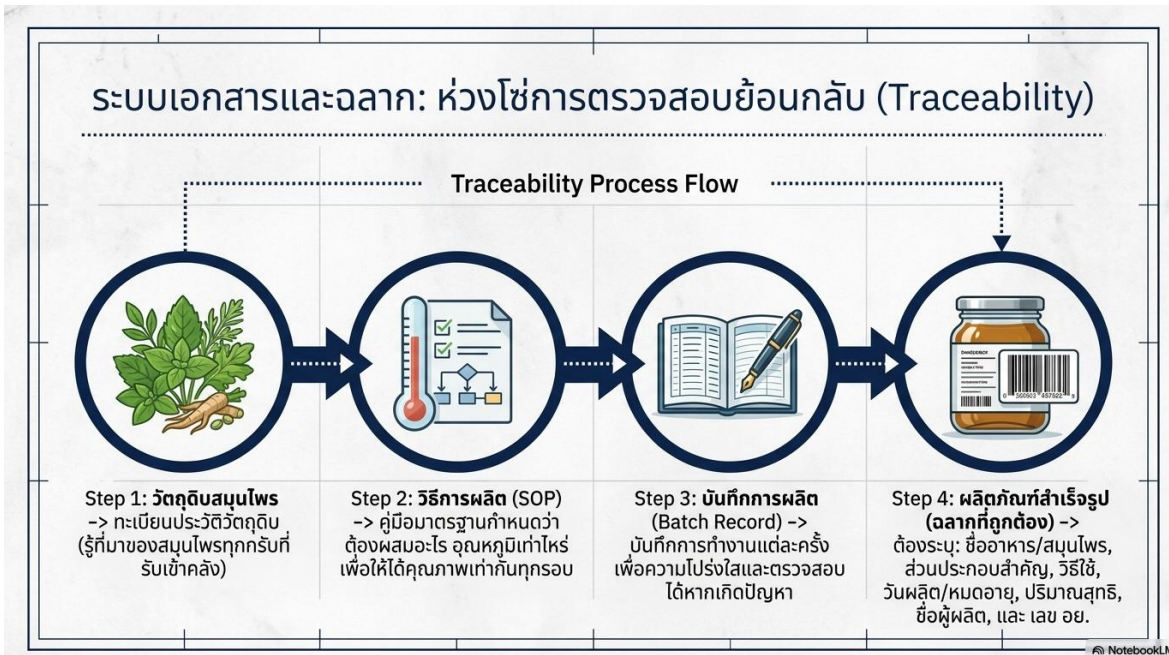 ระบบเอกสารและฉลาก: ห่วงโซ่การตรวจสอบย้อนกลับ (Traceability)
Traceability Process Flow
Step 1: วัตถุดิบสมุนไพร
–> ทะเบียนประวัติวัตถุดิบ
(รู้ที่มาของสมุนไพรทุกกรัมที่
รับเข้าคลัง)
Step 2: วิธีการผลิต (SOP)
–> คู่มือมาตรฐานกำหนดว่า
ต้องผสมอะไร อุณหภูมิเท่าไหร่
เพื่อให้ได้คุณภาพเท่ากันทุกรอบ
Step 3: บันทึกการผลิต
(Batch Record) –>
บันทึกการทำงานแต่ละครั้ง
เพื่อความโปร่งใสและตรวจสอบ
ได้หากเกิดปัญหา
Step 4: ผลิตภัณฑ์สำเร็จรูป
(ฉลากที่ถูกต้อง) –>
ต้องระบุ: ชื่ออาหาร/สมุนไพร,
ส่วนประกอบสำคัญ, วิธีใช้,
วันผลิต/หมดอายุ, ปริมาณสุทธิ,
ชื่อผู้ผลิต, และ เลข อย.
NotebookLM